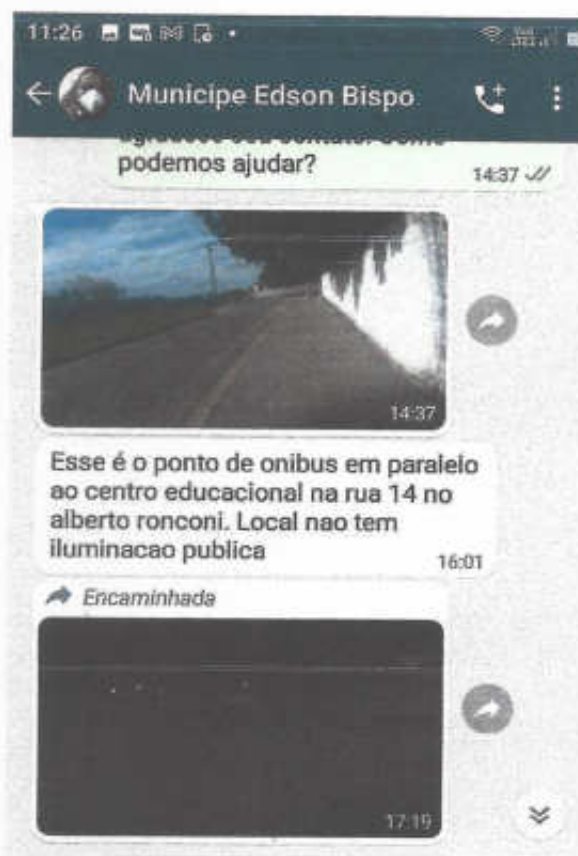 11:26
Municipe Edson Bispo
podemos ajudar?
14:37
14:37
Esse é o ponto de onibus em paralelo
ao centro educacional na rua 14 no
alberto ronconi. Local nao tem
iluminacao publica
16:01
Encaminhada
17:19